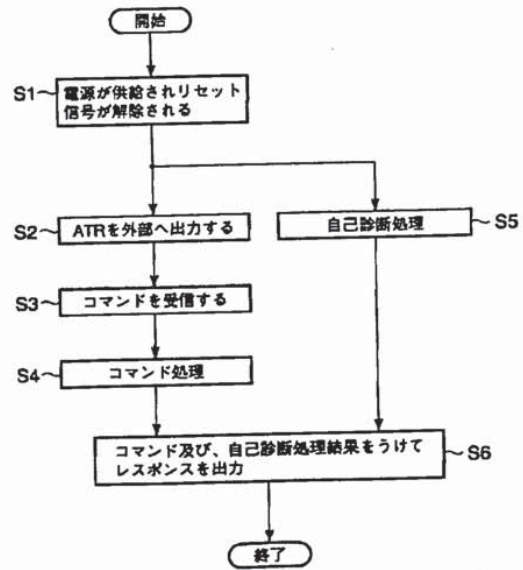 開始
S1
電源が供給されリセット
信号が解除される
S2
ATRを外部へ出力する
自己診断処理
S5
S3
コマンドを受信する
S4
コマンド処理
コマンド及び、自己診断処理結果をうけて
レスポンスを出力
S6
終了